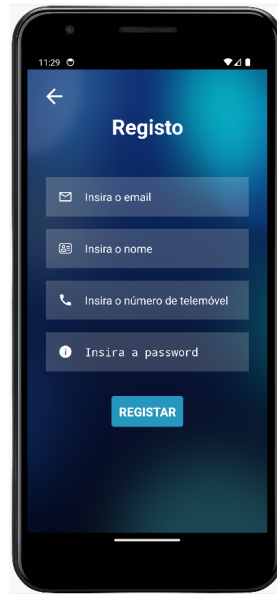 11:29
Registo
Insira o email
Insira o nome
Insira o número de telemóvel
Insira a password
REGISTAR